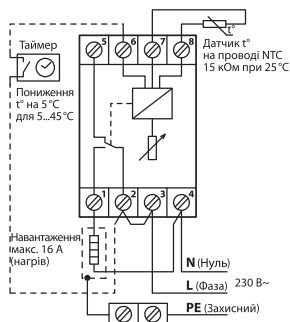 Таймер
Пониження
t° на 5 °C
для 5...45°C
5
6
7
8
t°
Датчик t°
на проводі NTC
15 кОм при 25 °C
1
2
3
4
Навантаження
макс. 16 А
(нагрів)
N (Нуль)
L (Фаза)
230 В~
PE (Захисний)